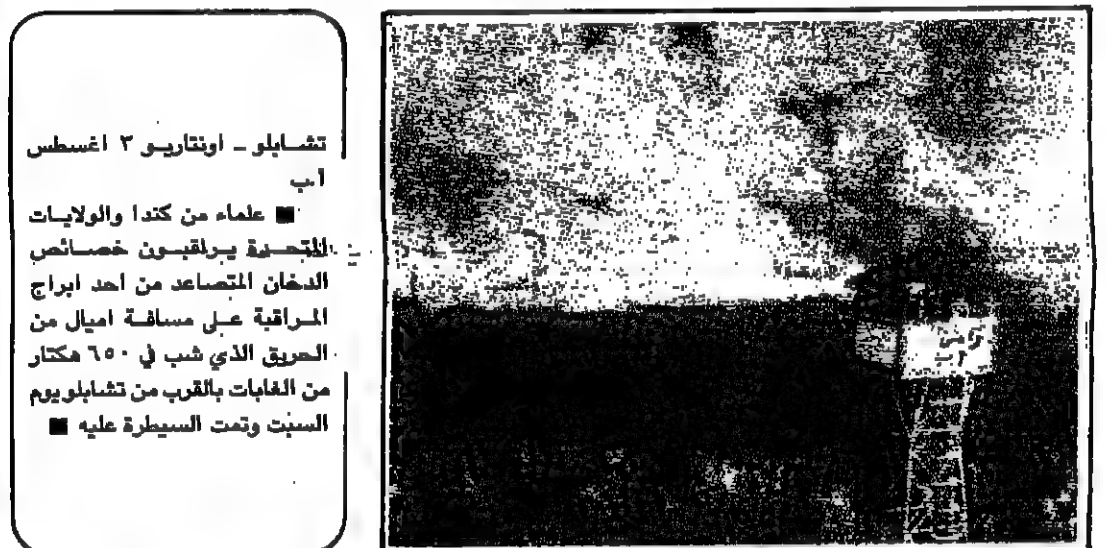 تشابلو ـ اونتاريو ٣ اغسطس
أ.ب
■ علماء من كندا والولايات
المتحدة يراقبون خصائص
الدخان المتصاعد من احد ابراج
المراقبة على مسافة اميال من
الحريق الذي شب في ٦٥٠ هكتار
من الغابات بالقرب من تشابلو يوم
السبت وتمت السيطرة عليه ■
أ ب